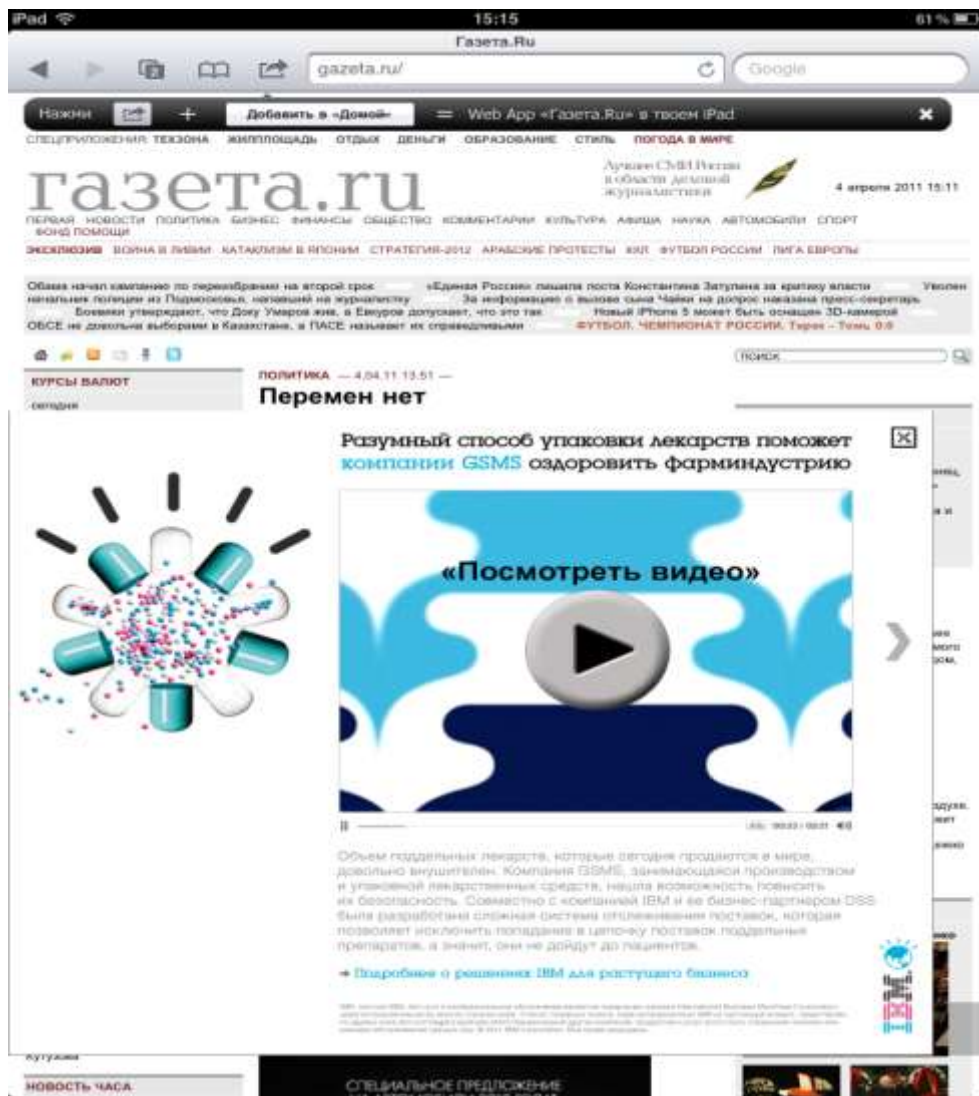 iPad 15:15 61 %
Газета.Ru
gazeta.ru/ Google
Нажми + Добавить в «Домой» = Web App «Газета.Ru» в твоем iPad
СПЕЦПРИЛОЖЕНИЯ: ТЕХЗОНА ЖИЛПЛОЩАДЬ ОТДЫХ ДЕНЬГИ ОБРАЗОВАНИЕ СТИЛЬ ПОГОДА В МИРЕ
газета.ru
Лучшее СМИ России
в области деловой
журналистики
4 апреля 2011 15:11
ПЕРВАЯ НОВОСТИ ПОЛИТИКА БИЗНЕС ФИНАНСЫ ОБЩЕСТВО КОММЕНТАРИИ КУЛЬТУРА АФИША НАУКА АВТОМОБИЛИ СПОРТ
ФОНД ПОМОЩИ
ЭКСКЛЮЗИВ ВОЙНА В ЛИВИИ КАТАКЛИЗМ В ЯПОНИИ СТРАТЕГИЯ-2012 АРАБСКИЕ ПРОТЕСТЫ КХЛ ФУТБОЛ РОССИИ ЛИГА ЕВРОПЫ
Обама начал кампанию по переизбранию на второй срок «Единая Россия» лишила поста Константина Затулина за критику власти Уволен
начальник полиции из Подмосковья, напавший на журналистку За информацию о вызове сына Чайки на допрос наказана пресс-секретарь
Боевики утверждают, что Доку Умаров жив, а Евкуров допускает, что это так Новый iPhone 5 может быть оснащен 3D-камерой
ОБСЕ не довольна выборами в Казахстане, а ПАСЕ называет их справедливыми ФУТБОЛ. ЧЕМПИОНАТ РОССИИ. Терек - Томь 0:0
ПОИСК
КУРСЫ ВАЛЮТ
сегодня
ПОЛИТИКА — 4.04.11 13:51 —
Перемен нет
Разумный способ упаковки лекарств поможет
компании GSMS оздоровить фарминдустрию
«Посмотреть видео»
Объем поддельных лекарств, которые сегодня продаются в мире,
довольно внушителен. Компания GSMS, занимающаяся производством
и упаковкой лекарственных средств, нашла возможность повысить
их безопасность. Совместно с компанией IBM и ее бизнес-партнером DSS
была разработана сложная система отслеживания поставок, которая
позволяет исключить попадание в цепочку поставок поддельных
препаратов, а значит, они не дойдут до пациентов.
→ Подробнее о решениях IBM для растущего бизнеса
IBM
Кутузова
НОВОСТЬ ЧАСА
СПЕЦИАЛЬНОЕ ПРЕДЛОЖЕНИЕ